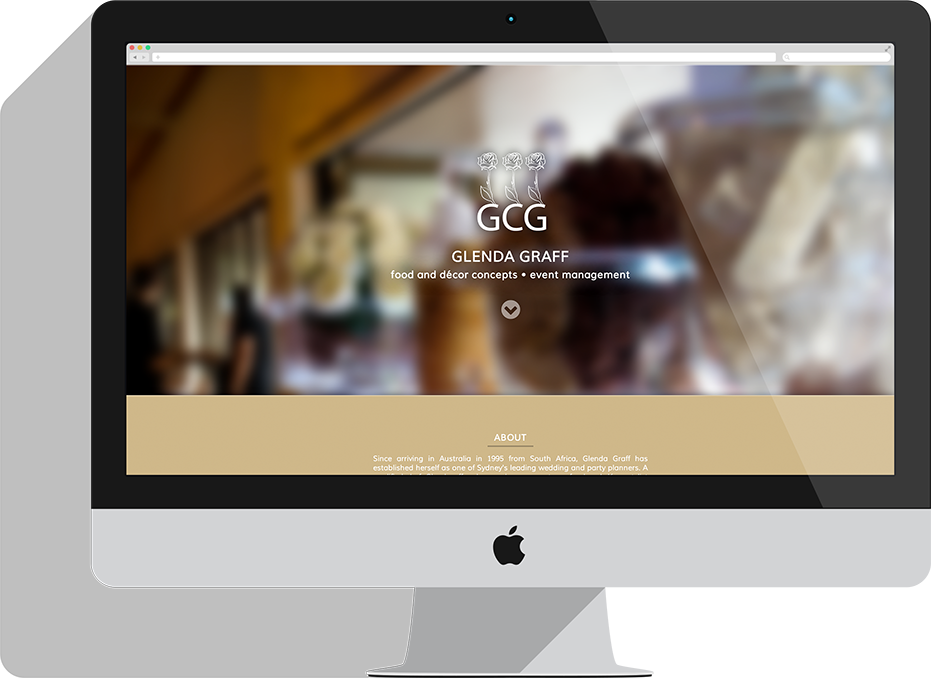 GCG
GLENDA GRAFF
food and décor concepts • event management
ABOUT
Since arriving in Australia in 1995 from South Africa, Glenda Graff has
established herself as one of Sydney's leading wedding and party planners. A